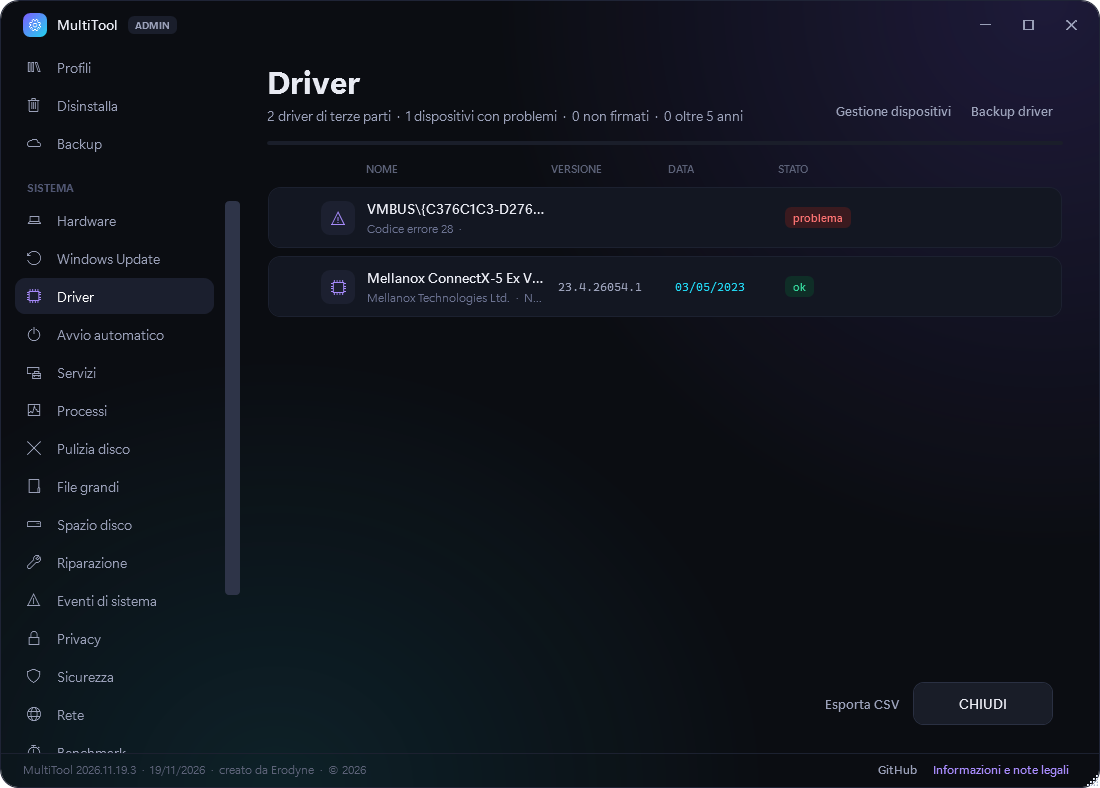 MultiTool ADMIN
Profili
Disinstalla
Backup
SISTEMA
Hardware
Windows Update
Driver
Avvio automatico
Servizi
Processi
Pulizia disco
File grandi
Spazio disco
Riparazione
Eventi di sistema
Privacy
Sicurezza
Rete
Benchmark
Driver
2 driver di terze parti · 1 dispositivi con problemi · 0 non firmati · 0 oltre 5 anni
Gestione dispositivi Backup driver
NOME VERSIONE DATA STATO
VMBUS\{C376C1C3-D276...
Codice errore 28 ·
problema
Mellanox ConnectX-5 Ex V...
Mellanox Technologies Ltd. · N...
23.4.26054.1 03/05/2023 ok
Esporta CSV CHIUDI
MultiTool 2026.11.19.3 · 19/11/2026 · creato da Erodyne · © 2026
GitHub Informazioni e note legali